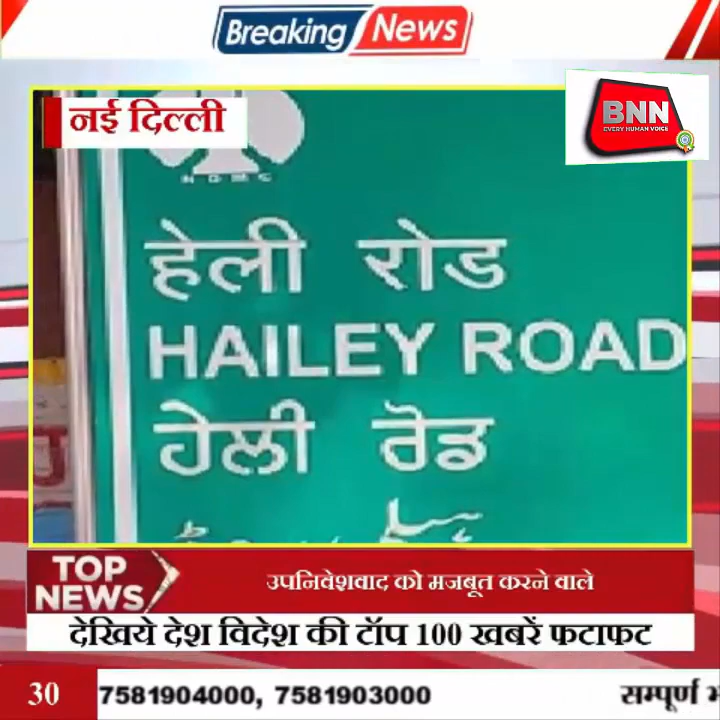 Breaking News
BNN
EVERY HUMAN VOICE
नई दिल्ली
NDMC
हेली रोड
HAILEY ROAD
ਹੇਲੀ ਰੋਡ
TOP NEWS
उपनिवेशवाद को मजबूत करने वाले
देखिये देश विदेश की टॉप 100 खबरें फटाफट
30
7581904000, 7581903000
सम्पूर्ण